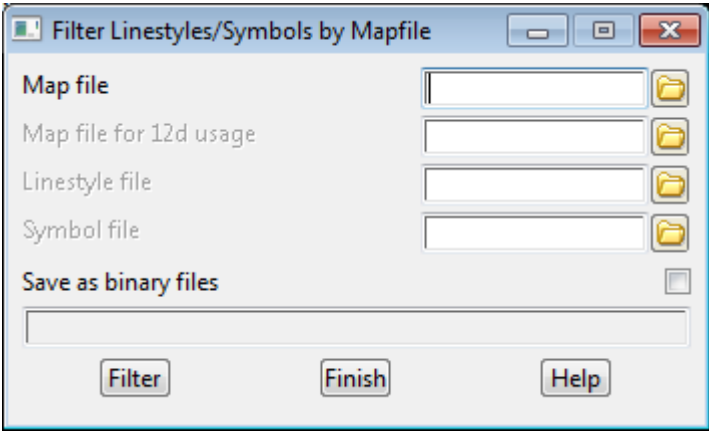 Filter Linestyles/Symbols by Mapfile
Map file
Map file for 12d usage
Linestyle file
Symbol file
Save as binary files
Filter Finish Help